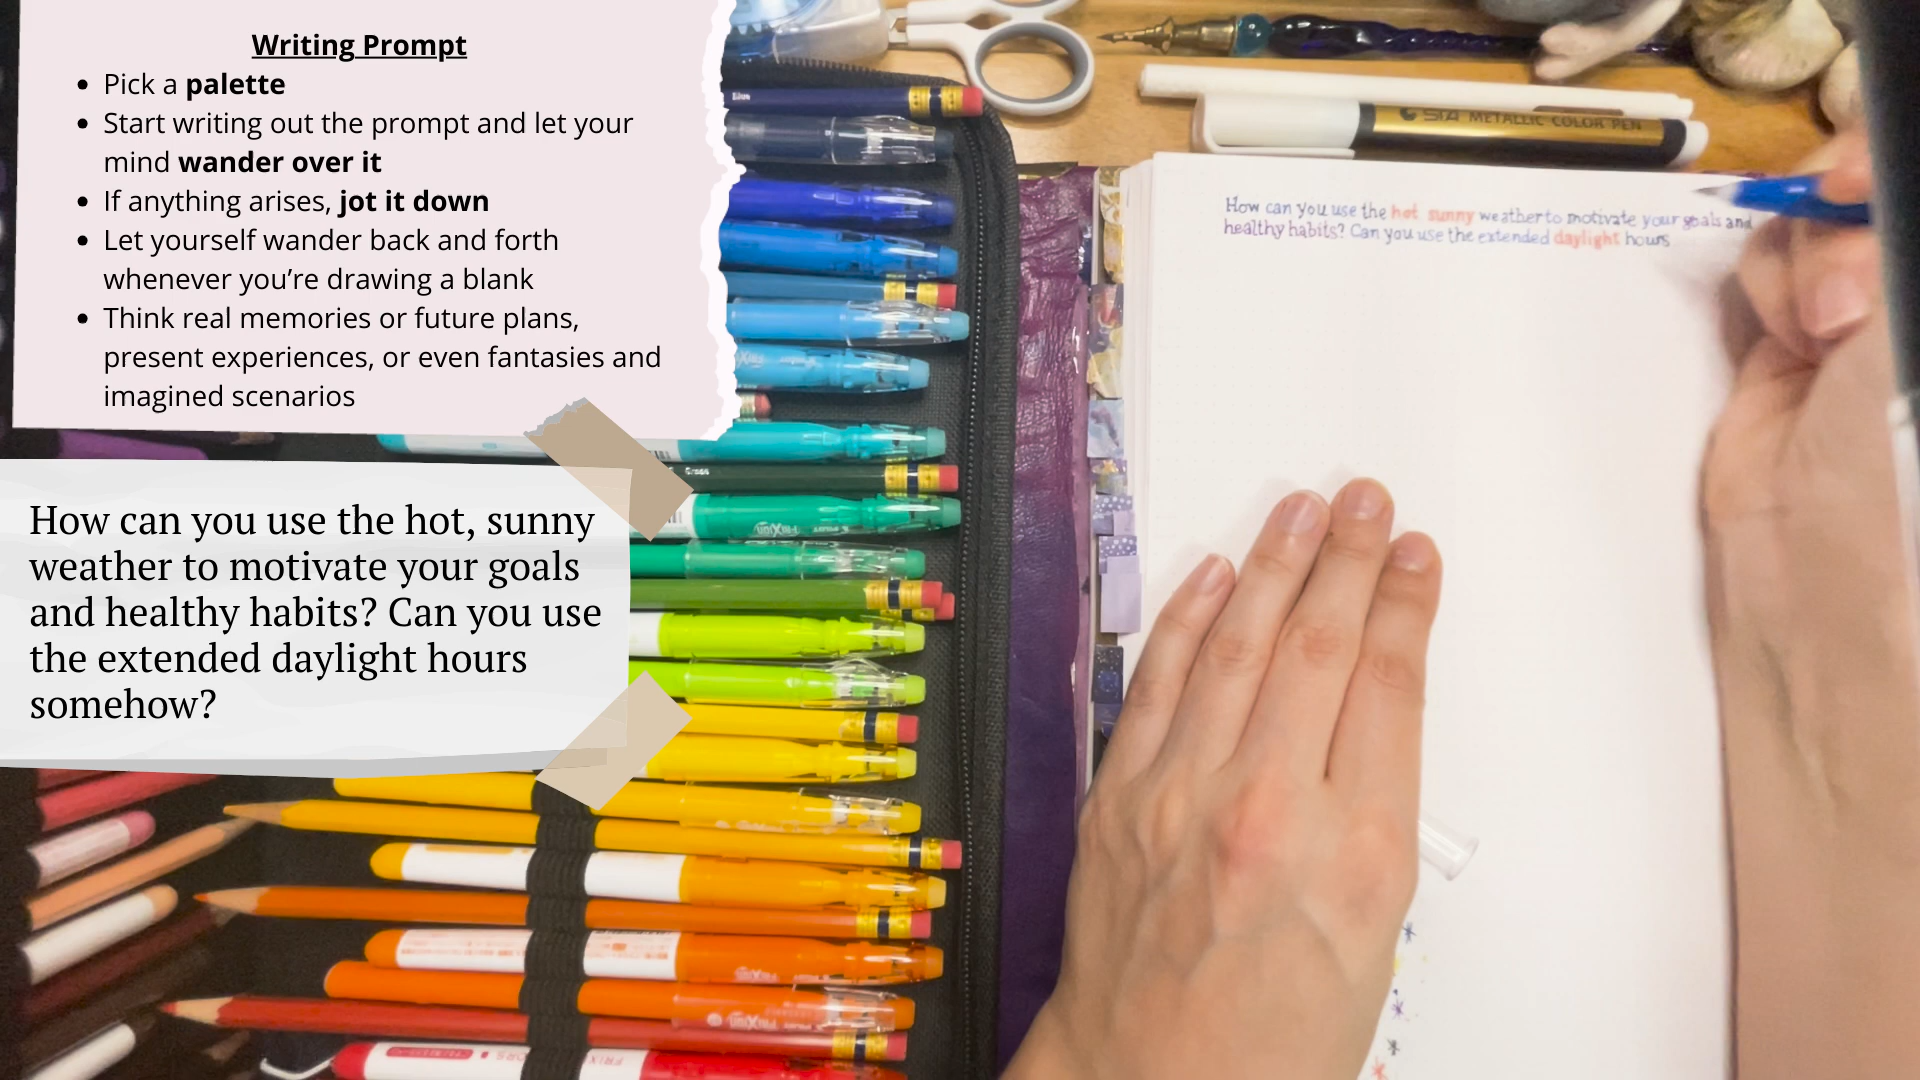 Writing Prompt
Pick a palette
Start writing out the prompt and let your
mind wander over it
If anything arises, jot it down
Let yourself wander back and forth
whenever you’re drawing a blank
Think real memories or future plans,
present experiences, or even fantasies and
imagined scenarios
How can you use the hot, sunny
weather to motivate your goals
and healthy habits? Can you use
the extended daylight hours
somehow?
STA METALLIC COLOR PEN
How can you use the hot sunny weather to motivate your goals and
healthy habits? Can you use the extended daylight hours